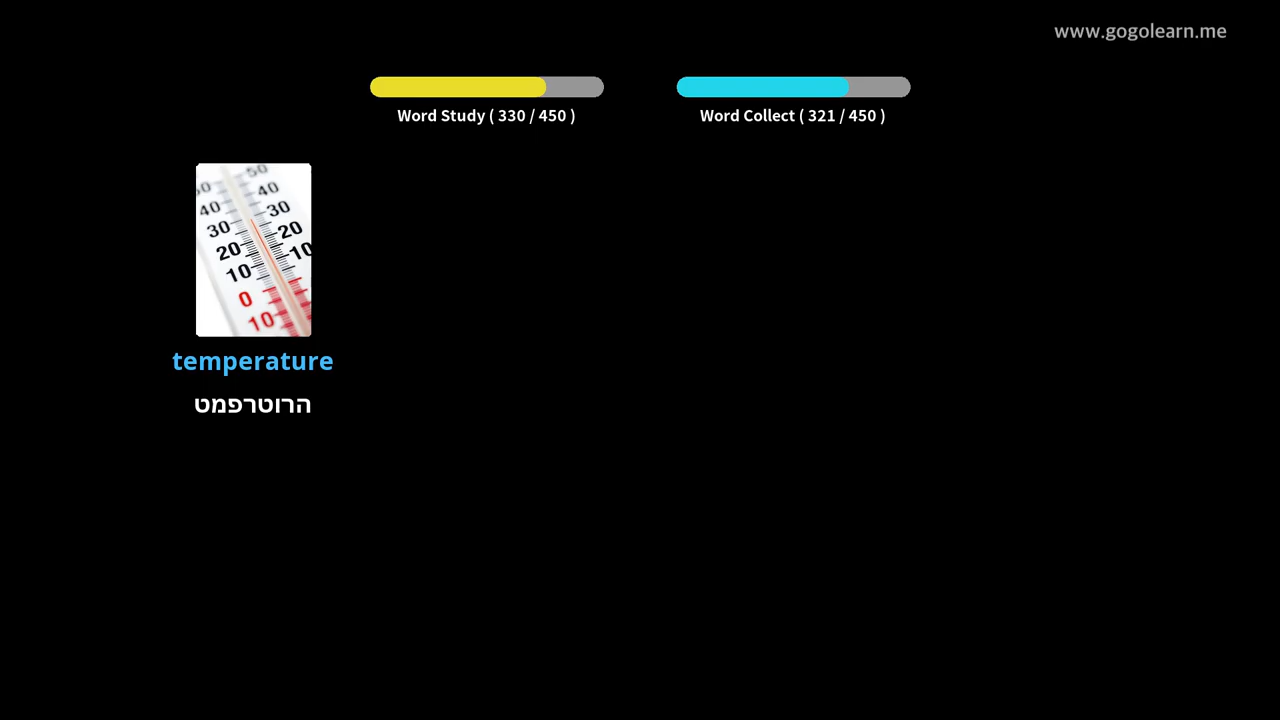 www.gogolearn.me
Word Study ( 330 / 450 )
Word Collect ( 321 / 450 )
50
40
40
30
30
20
20
10
10
0
10
temperature
הרוטרפמט